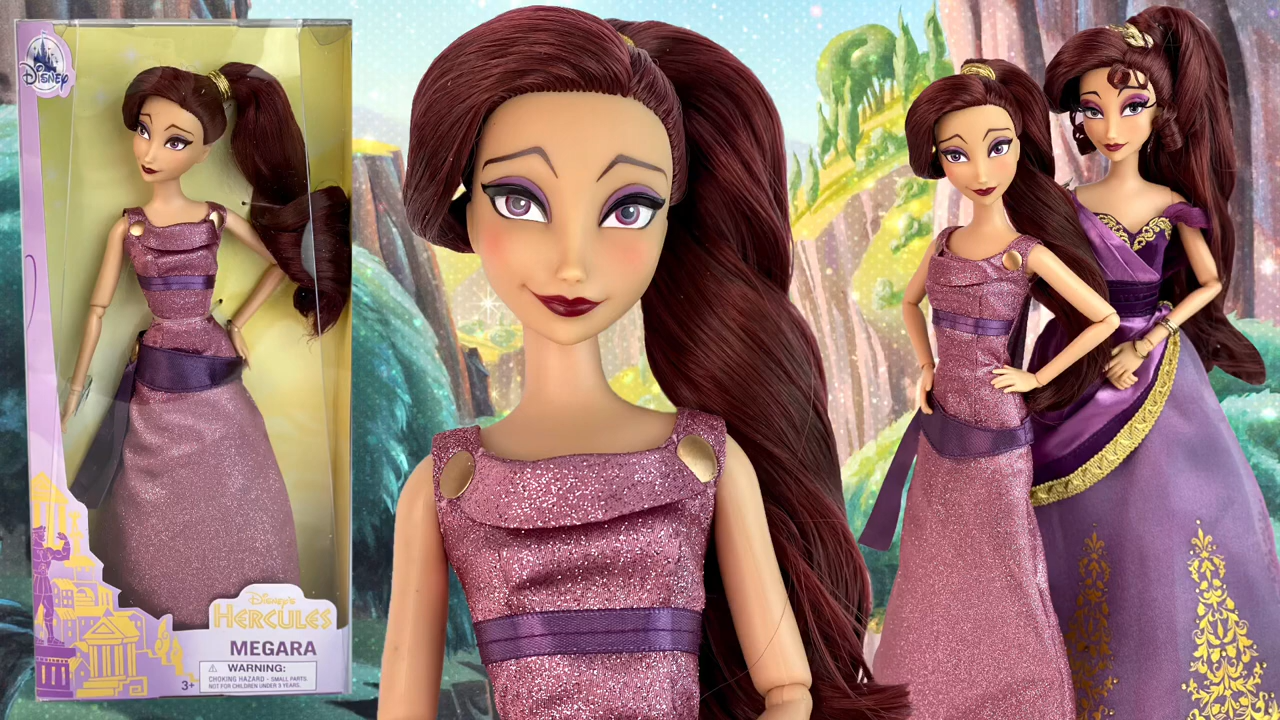 Disney
Disney's
HERCULES
MEGARA
3+
⚠ WARNING:
CHOKING HAZARD - SMALL PARTS.
NOT FOR CHILDREN UNDER 3 YEARS.